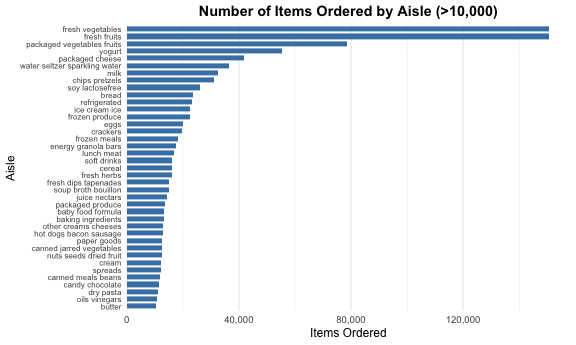 Number of Items Ordered by Aisle (>10,000)
fresh vegetables
fresh fruits
packaged vegetables fruits
yogurt
packaged cheese
water seltzer sparkling water
milk
chips pretzels
soy lactosefree
bread
refrigerated
ice cream ice
frozen produce
eggs
crackers
frozen meals
energy granola bars
lunch meat
soft drinks
cereal
fresh herbs
fresh dips tapenades
soup broth bouillon
juice nectars
packaged produce
baby food formula
baking ingredients
other creams cheeses
hot dogs bacon sausage
paper goods
canned jarred vegetables
nuts seeds dried fruit
cream
spreads
canned meals beans
candy chocolate
dry pasta
oils vinegars
butter
Aisle
0 40,000 80,000 120,000
Items Ordered